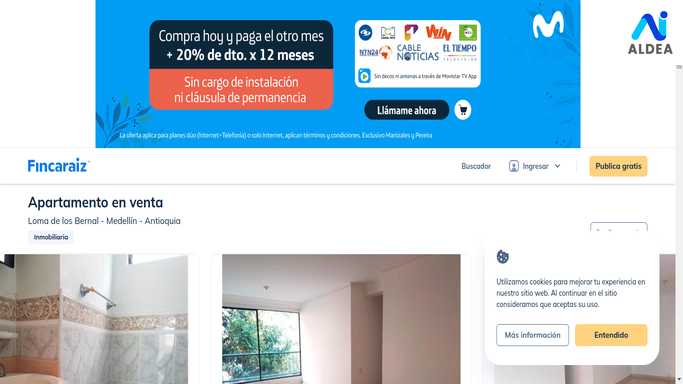 Compra hoy y paga el otro mes
+ 20% de dto. x 12 meses
Sin cargo de instalación
ni cláusula de permanencia
WIN
NTN24
CABLE
NOTICIAS
EL TIEMPO
TELEVISIÓN
Sin decos ni antenas a través de Movistar TV App
Llámame ahora
La oferta aplica para planes dúo (Internet+Telefonía) o solo Internet, aplican términos y condiciones. Exclusivo Manizales y Pereira
ALDEA
Fincaraiz
Buscador
Ingresar
Publica gratis
Apartamento en venta
Loma de los Bernal - Medellín - Antioquia
Inmobiliaria
Utilizamos cookies para mejorar tu experiencia en
nuestro sitio web. Al continuar en el sitio
consideramos que aceptas su uso.
Más información
Entendido